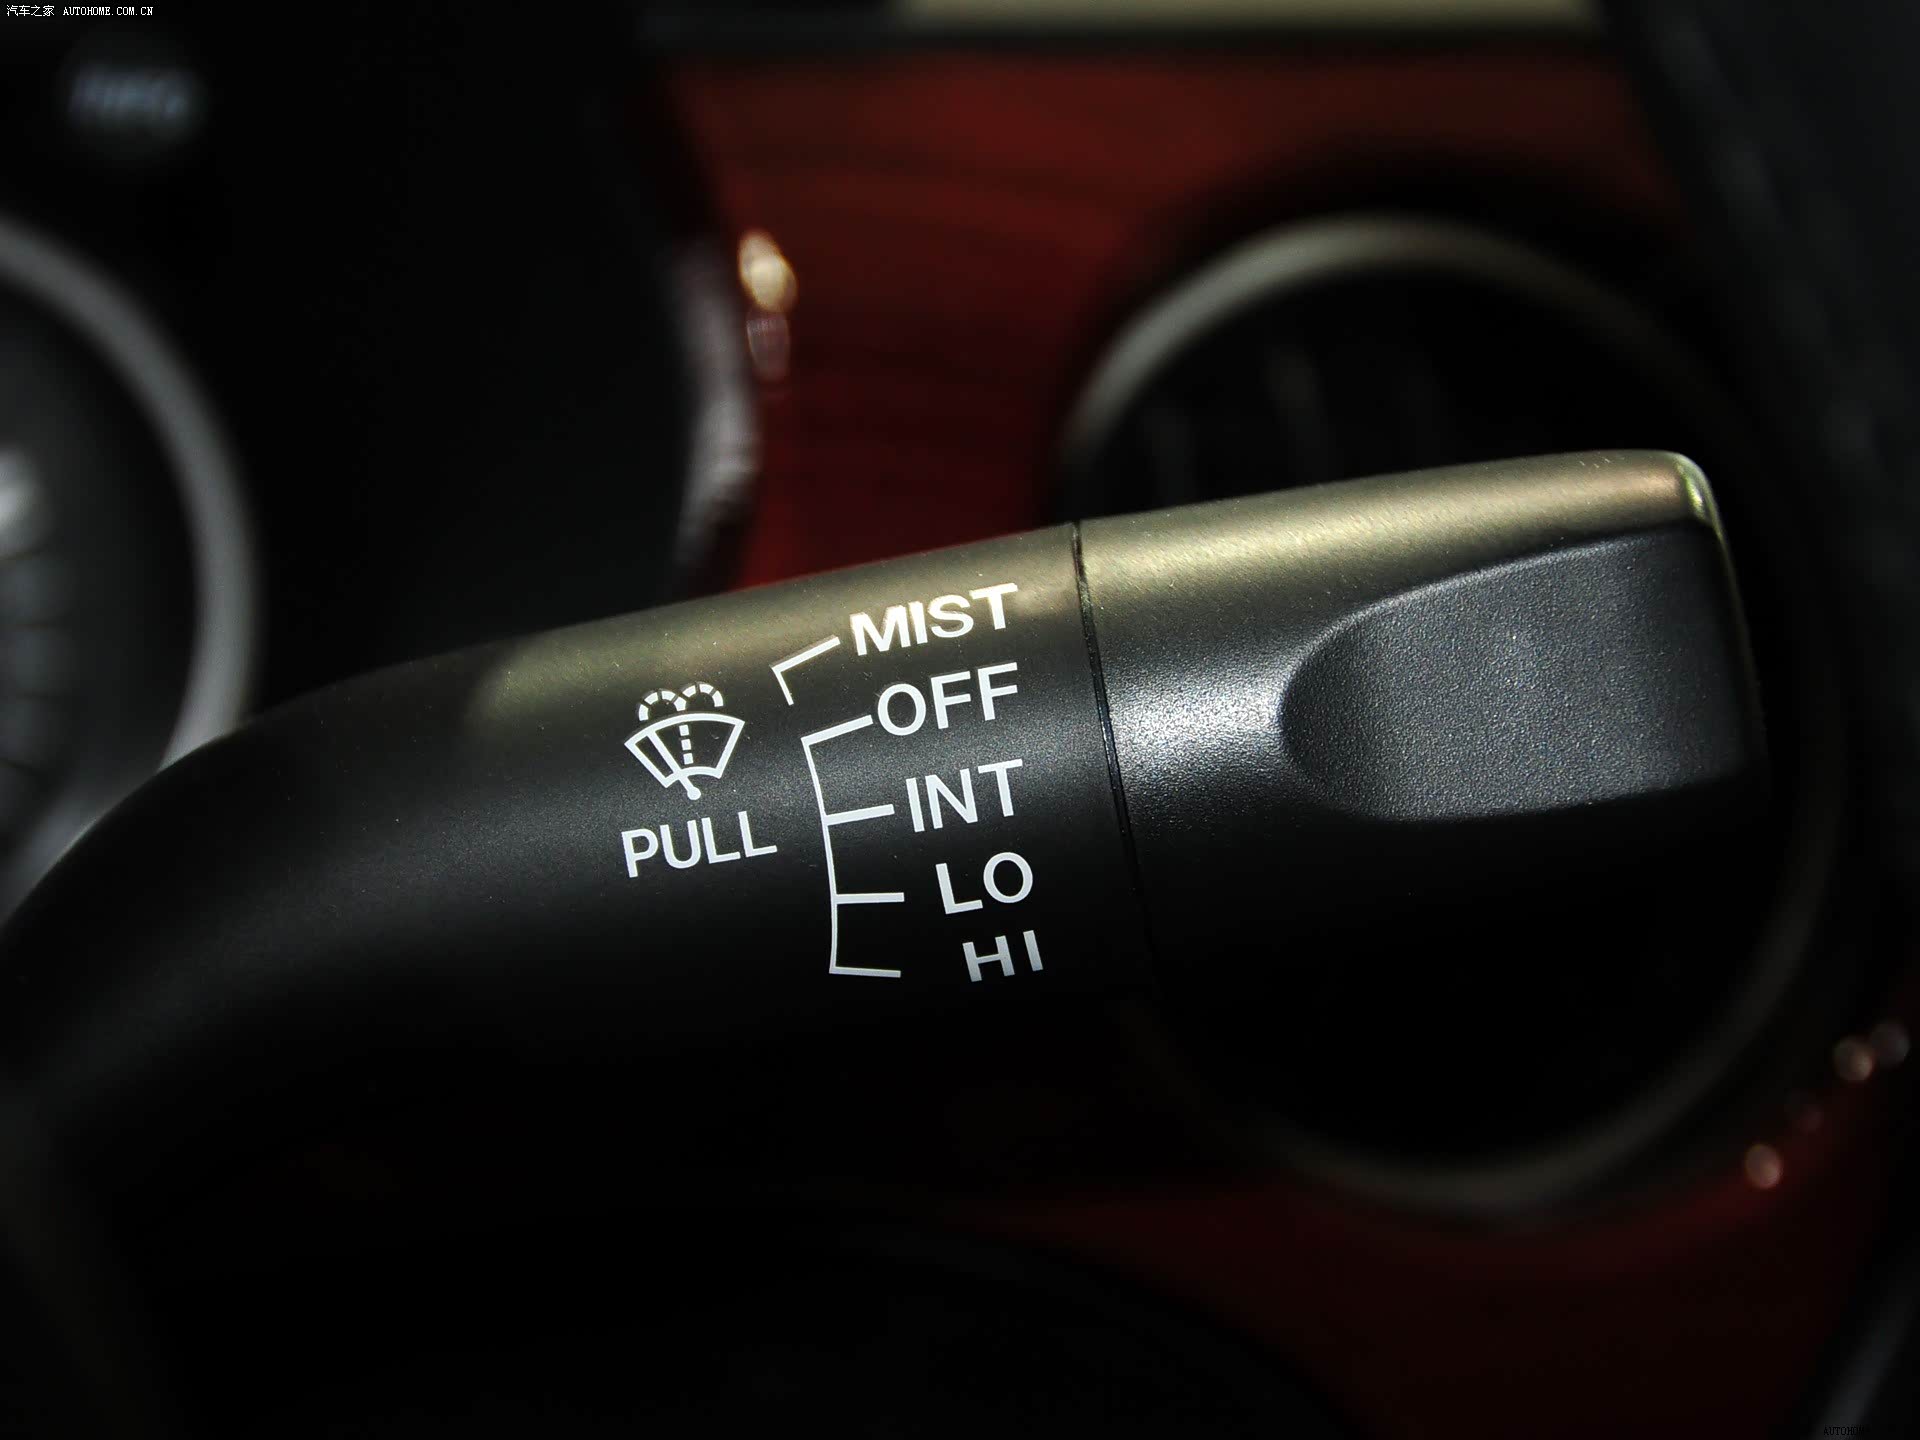 汽车之家 AUTOHOME.COM.CN
MIST
OFF
INT
LO
HI
PULL